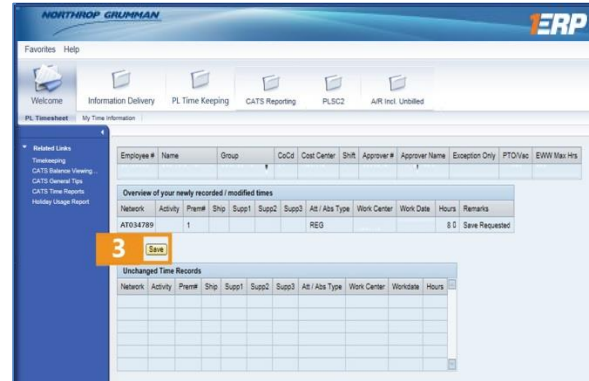 NORTHROP GRUMMAN
1ERP
Favorites Help
Welcome Information Delivery PL Time Keeping CATS Reporting PLSC2 A/R Incl. Unbilled
PL Timesheet My Time Information
Related Links
Timekeeping
CATS Balance Viewing...
CATS General Tips
CATS Time Reports
Holiday Usage Report
Employee # Name Group CoCd Cost Center Shift Approver # Approver Name Exception Only PTO/Vac EWW Max Hrs
Overview of your newly recorded / modified times
Network Activity Prem# Ship Supp1 Supp2 Supp3 Att / Abs Type Work Center Work Date Hours Remarks
AT034789 1 REG 8.0 Save Requested
3 Save
Unchanged Time Records
Network Activity Prem# Ship Supp1 Supp2 Supp3 Att / Abs Type Work Center Workdate Hours